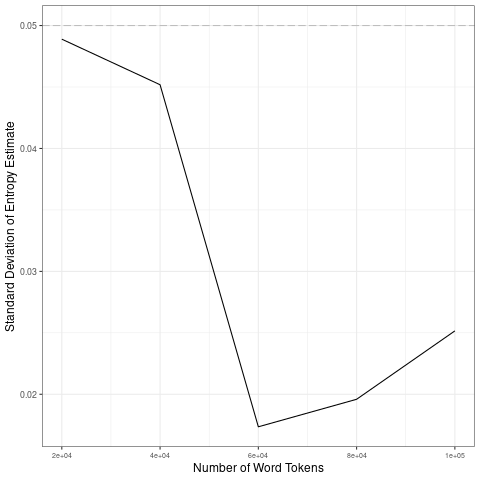 Standard Deviation of Entropy Estimate
0.05
0.04
0.03
0.02
2e+04 4e+04 6e+04 8e+04 1e+05
Number of Word Tokens